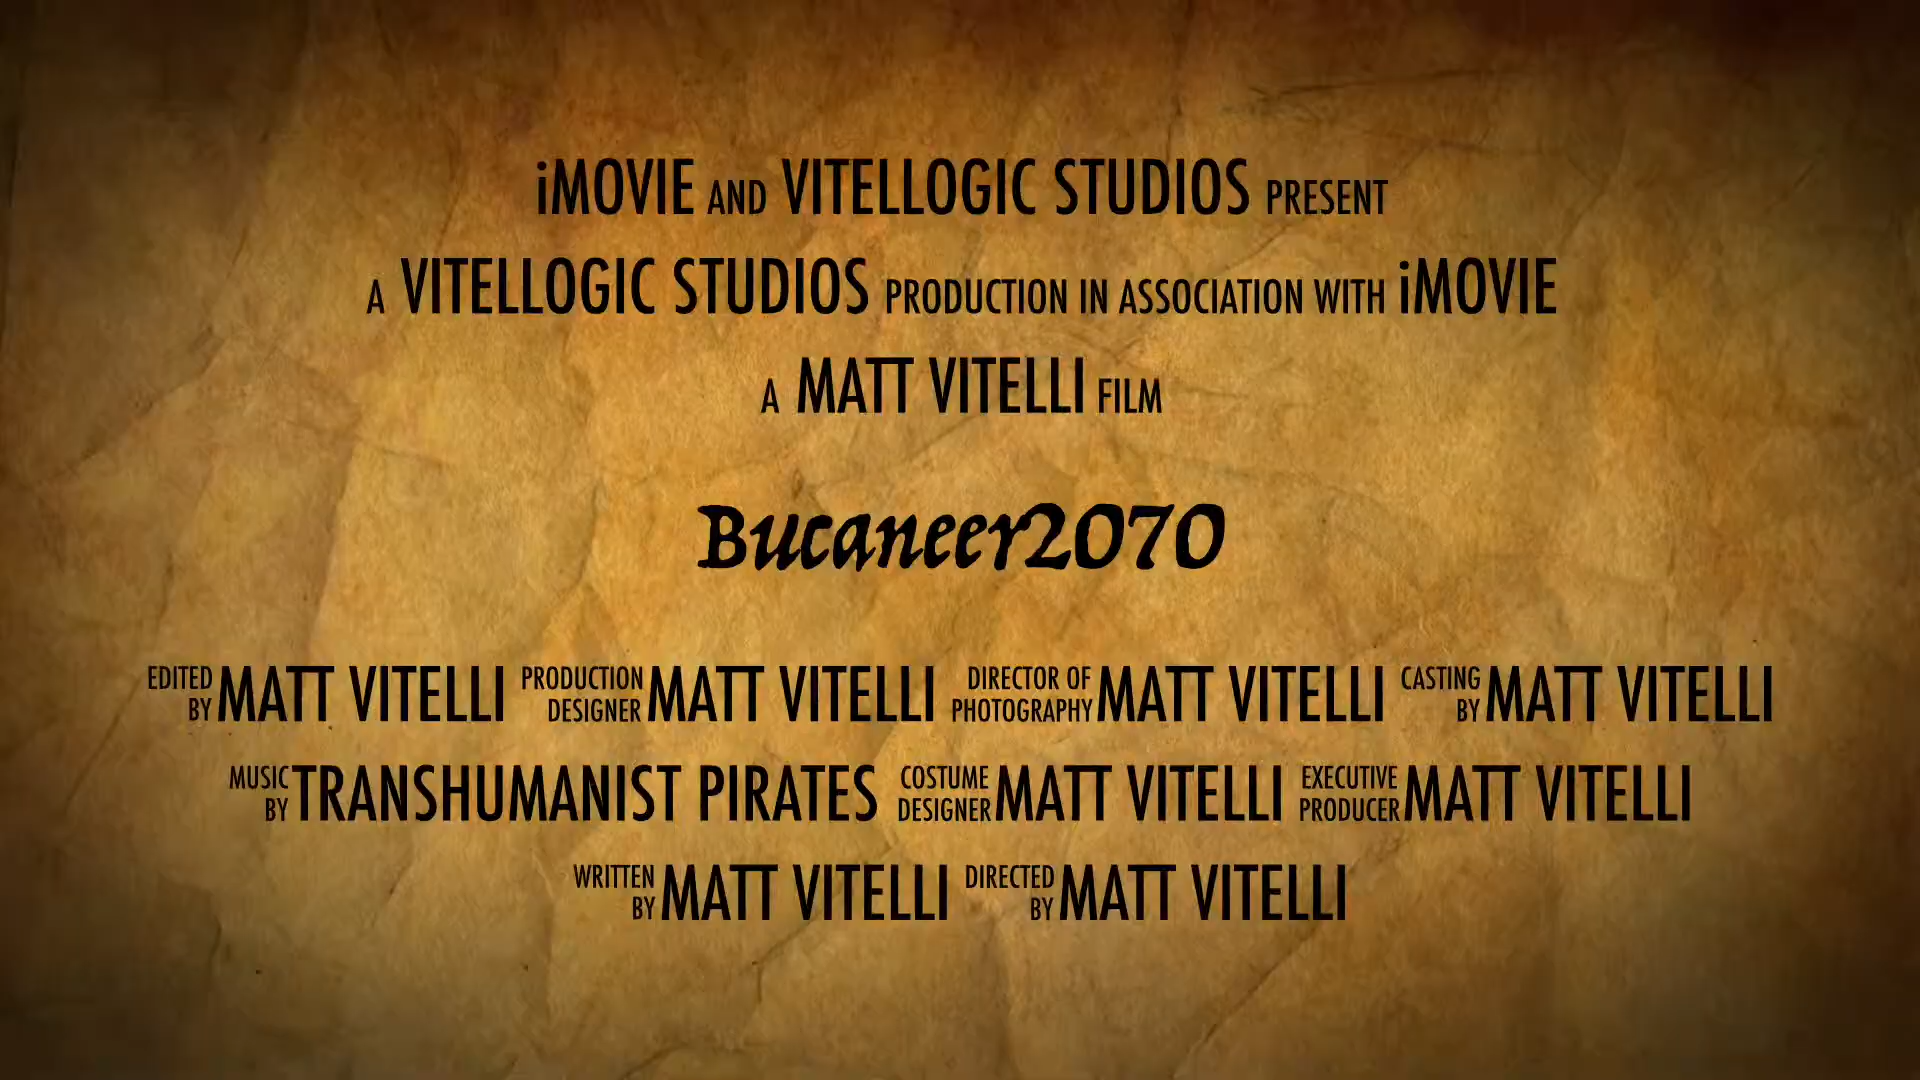 iMOVIE AND VITELLOGIC STUDIOS PRESENT
A VITELLOGIC STUDIOS PRODUCTION IN ASSOCIATION WITH iMOVIE
A MATT VITELLI FILM
Bucaneer2070
EDITED BY MATT VITELLI PRODUCTION DESIGNER MATT VITELLI DIRECTOR OF PHOTOGRAPHY MATT VITELLI CASTING BY MATT VITELLI
MUSIC BY TRANSHUMANIST PIRATES COSTUME DESIGNER MATT VITELLI EXECUTIVE PRODUCER MATT VITELLI
WRITTEN BY MATT VITELLI DIRECTED BY MATT VITELLI